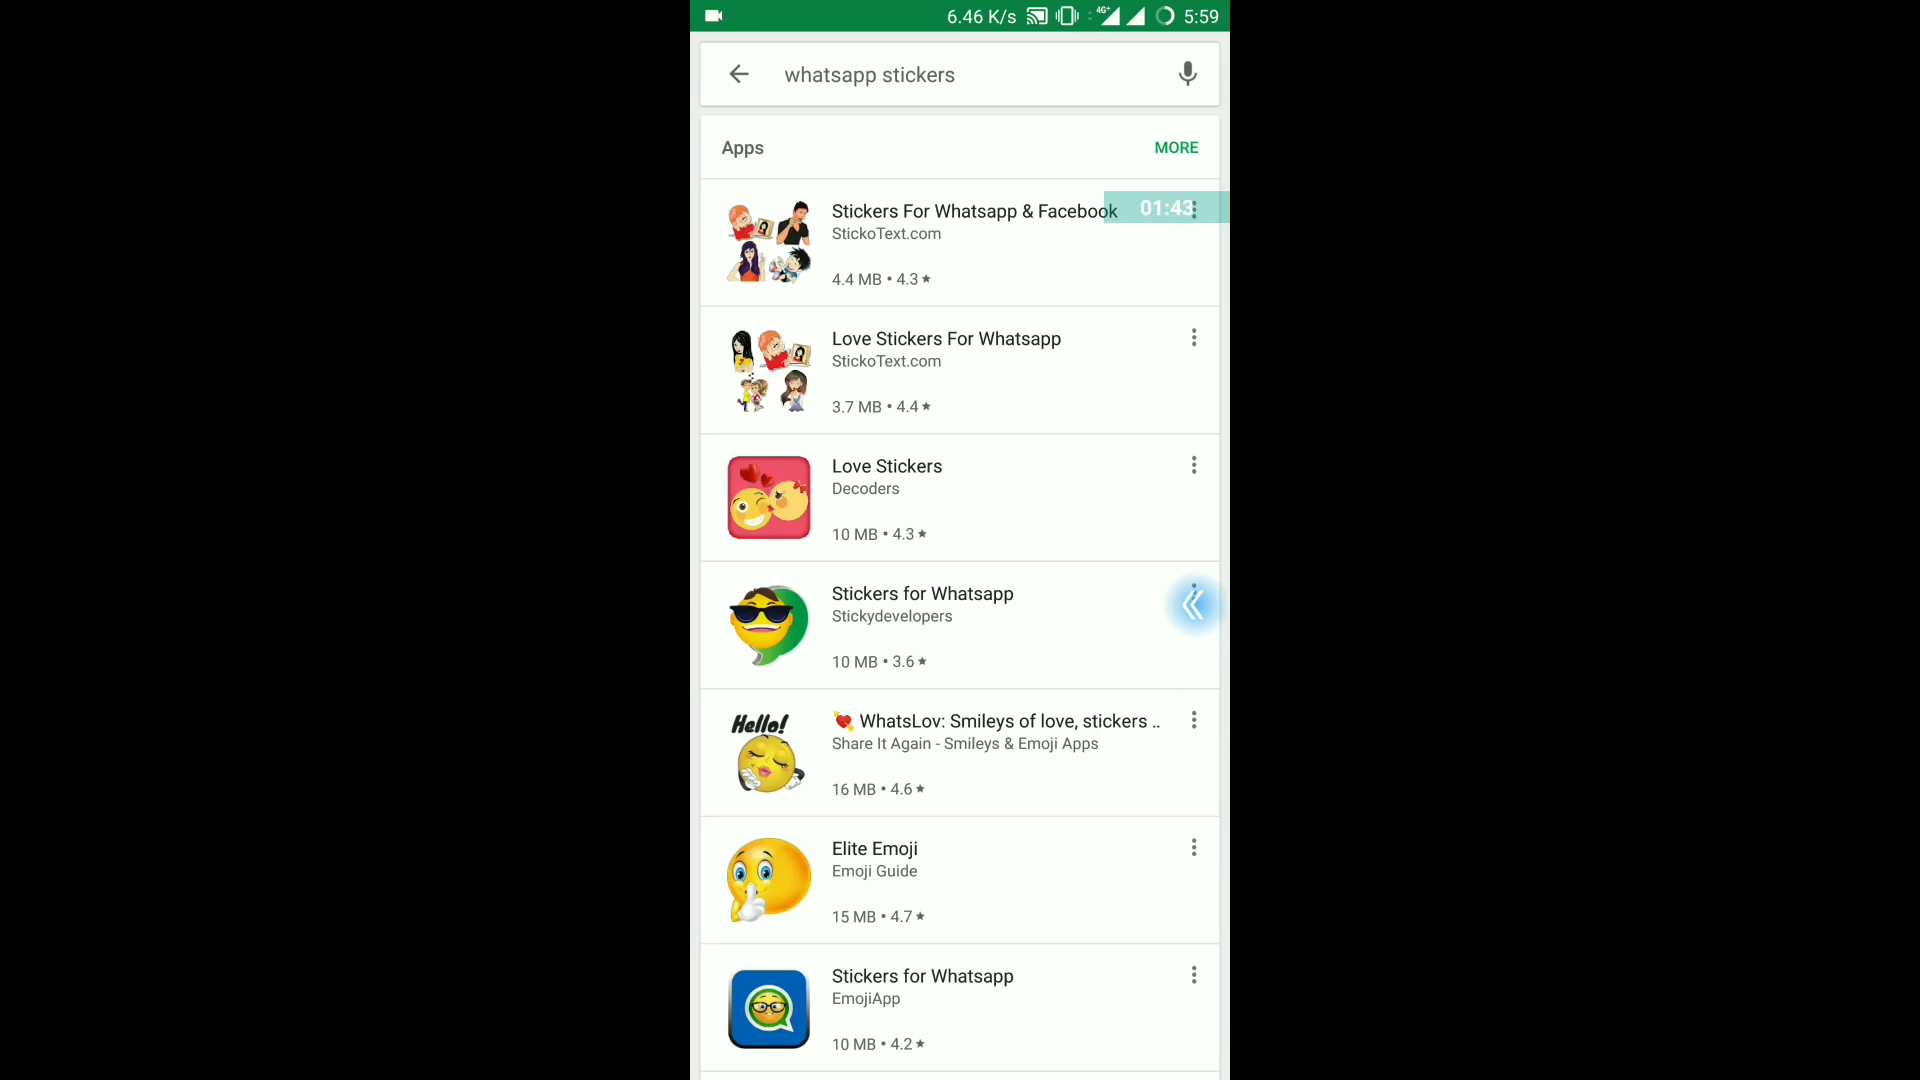 6.46 K/s 4G+ 5:59
whatsapp stickers
Apps MORE
Stickers For Whatsapp & Facebook 01:43
StickoText.com
4.4 MB • 4.3 ★
Love Stickers For Whatsapp
StickoText.com
3.7 MB • 4.4 ★
Love Stickers
Decoders
10 MB • 4.3 ★
Stickers for Whatsapp
Stickydevelopers
10 MB • 3.6 ★
Hello!
💘 WhatsLov: Smileys of love, stickers ..
Share It Again - Smileys & Emoji Apps
16 MB • 4.6 ★
Elite Emoji
Emoji Guide
15 MB • 4.7 ★
Stickers for Whatsapp
EmojiApp
10 MB • 4.2 ★